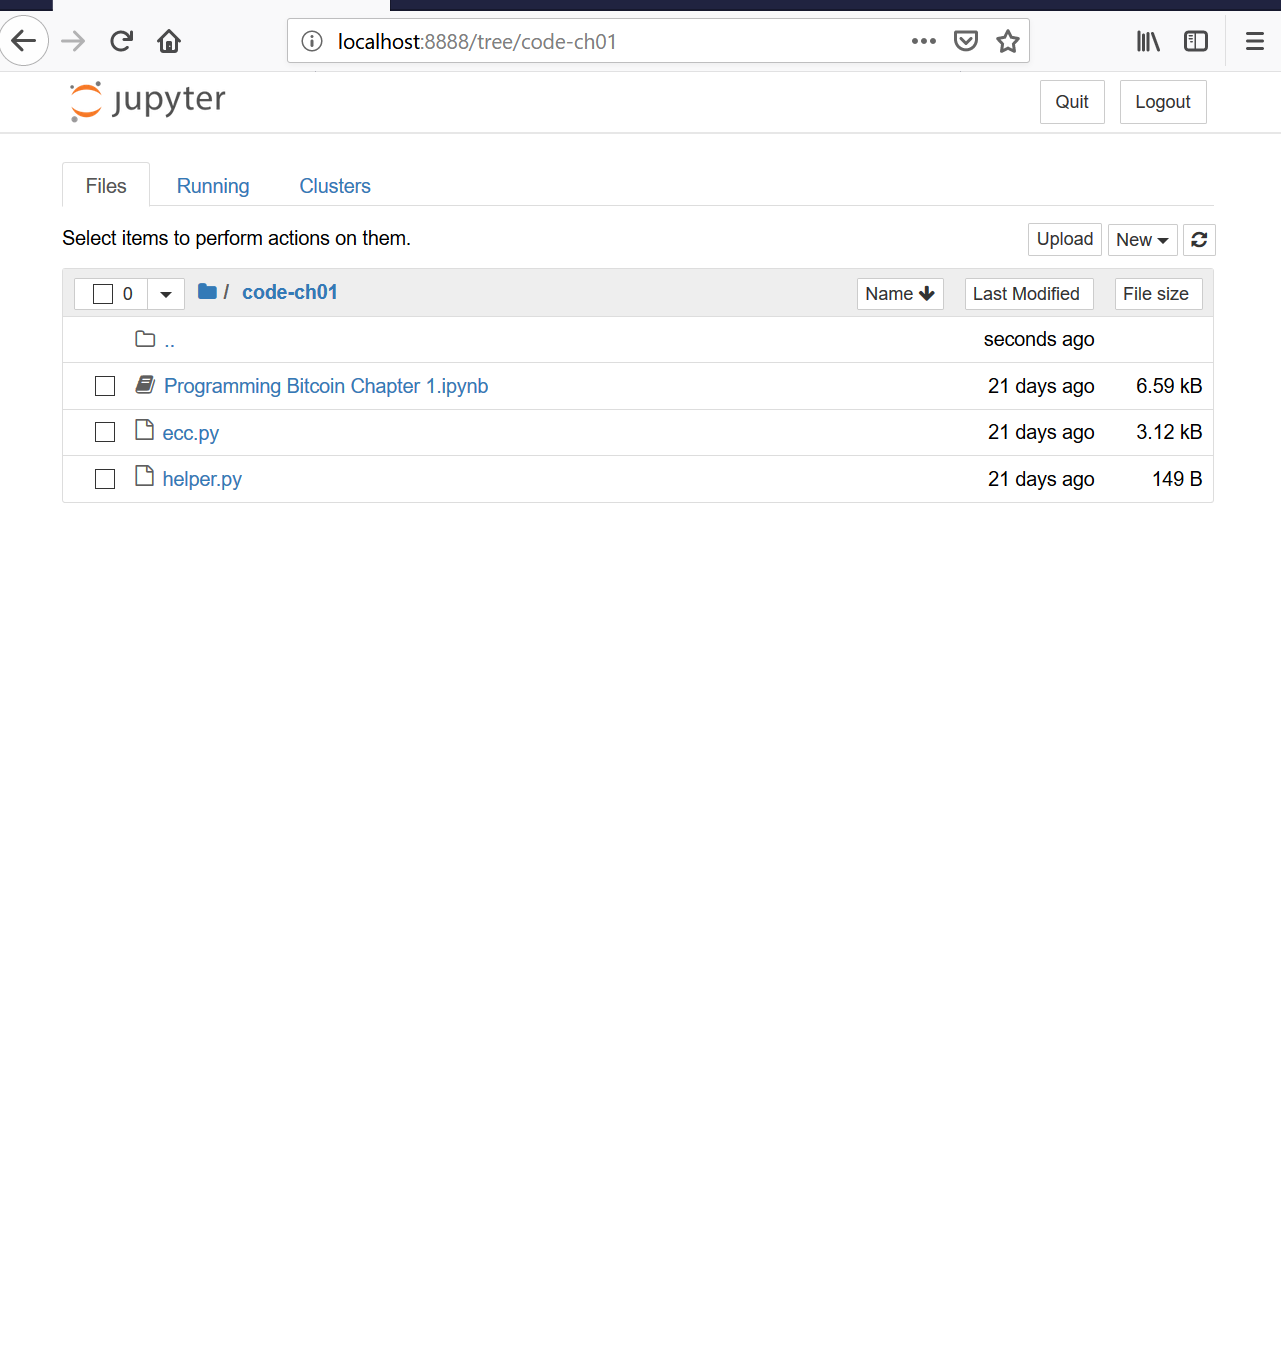 localhost:8888/tree/code-ch01
jupyter
Quit
Logout
Files
Running
Clusters
Select items to perform actions on them.
Upload
New
0
/ code-ch01
Name
Last Modified
File size
..
seconds ago
Programming Bitcoin Chapter 1.ipynb
21 days ago
6.59 kB
ecc.py
21 days ago
3.12 kB
helper.py
21 days ago
149 B